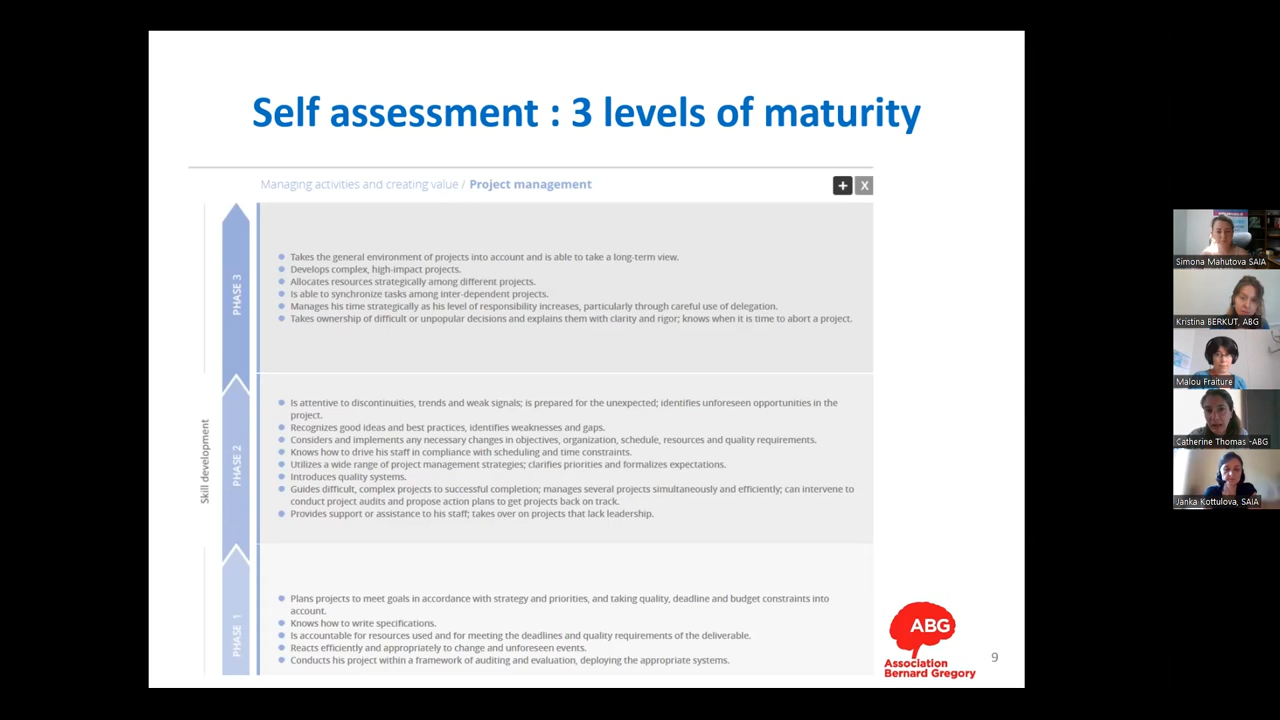 Self assessment : 3 levels of maturity
Managing activities and creating value / Project management
+
X
PHASE 3
Takes the general environment of projects into account and is able to take a long-term view.
Develops complex, high-impact projects.
Allocates resources strategically among different projects.
Is able to synchronize tasks among inter-dependent projects.
Manages his time strategically as his level of responsibility increases, particularly through careful use of delegation.
Takes ownership of difficult or unpopular decisions and explains them with clarity and rigor; knows when it is time to abort a project.
Skill development
PHASE 2
Is attentive to discontinuities, trends and weak signals; is prepared for the unexpected; identifies unforeseen opportunities in the
project.
Recognizes good ideas and best practices, identifies weaknesses and gaps.
Considers and implements any necessary changes in objectives, organization, schedule, resources and quality requirements.
Knows how to drive his staff in compliance with scheduling and time constraints.
Utilizes a wide range of project management strategies; clarifies priorities and formalizes expectations.
Introduces quality systems.
Guides difficult, complex projects to successful completion; manages several projects simultaneously and efficiently; can intervene to
conduct project audits and propose action plans to get projects back on track.
Provides support or assistance to his staff; takes over on projects that lack leadership.
PHASE 1
Plans projects to meet goals in accordance with strategy and priorities, and taking quality, deadline and budget constraints into
account.
Knows how to write specifications.
Is accountable for resources used and for meeting the deadlines and quality requirements of the deliverable.
Reacts efficiently and appropriately to change and unforeseen events.
Conducts his project within a framework of auditing and evaluation, deploying the appropriate systems.
ABG
Association
Bernard Gregory
9
Simona Mahutova SAIA
Kristina BERKUT, ABG
Malou Fraiture
Catherine Thomas -ABG
Janka Kottulova, SAIA